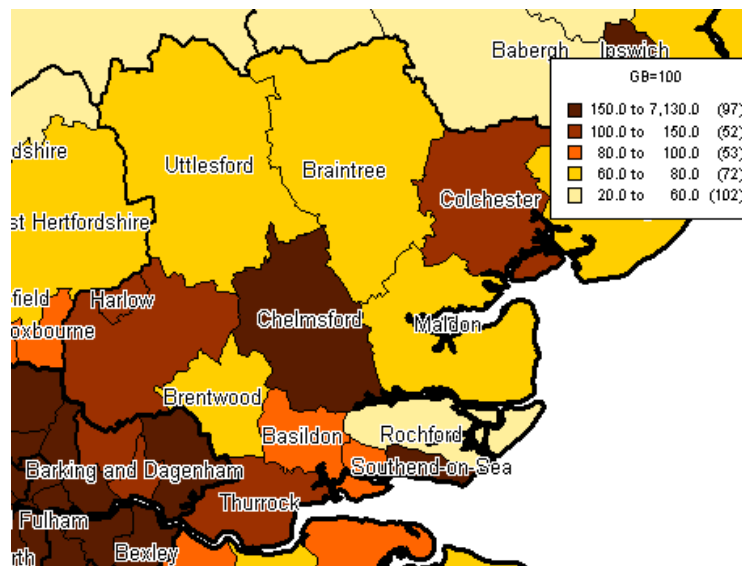 Babergh
Ipswich
GB=100
150.0 to 7,130.0 (97)
100.0 to 150.0 (52)
80.0 to 100.0 (53)
60.0 to 80.0 (72)
20.0 to 60.0 (102)
dshire
Uttlesford
Braintree
Colchester
st Hertfordshire
efield
Harlow
oxbourne
Chelmsford
Maldon
Brentwood
Basildon
Rochford
Barking and Dagenham
Southend-on-Sea
Thurrock
Fulham
Bexley
rth